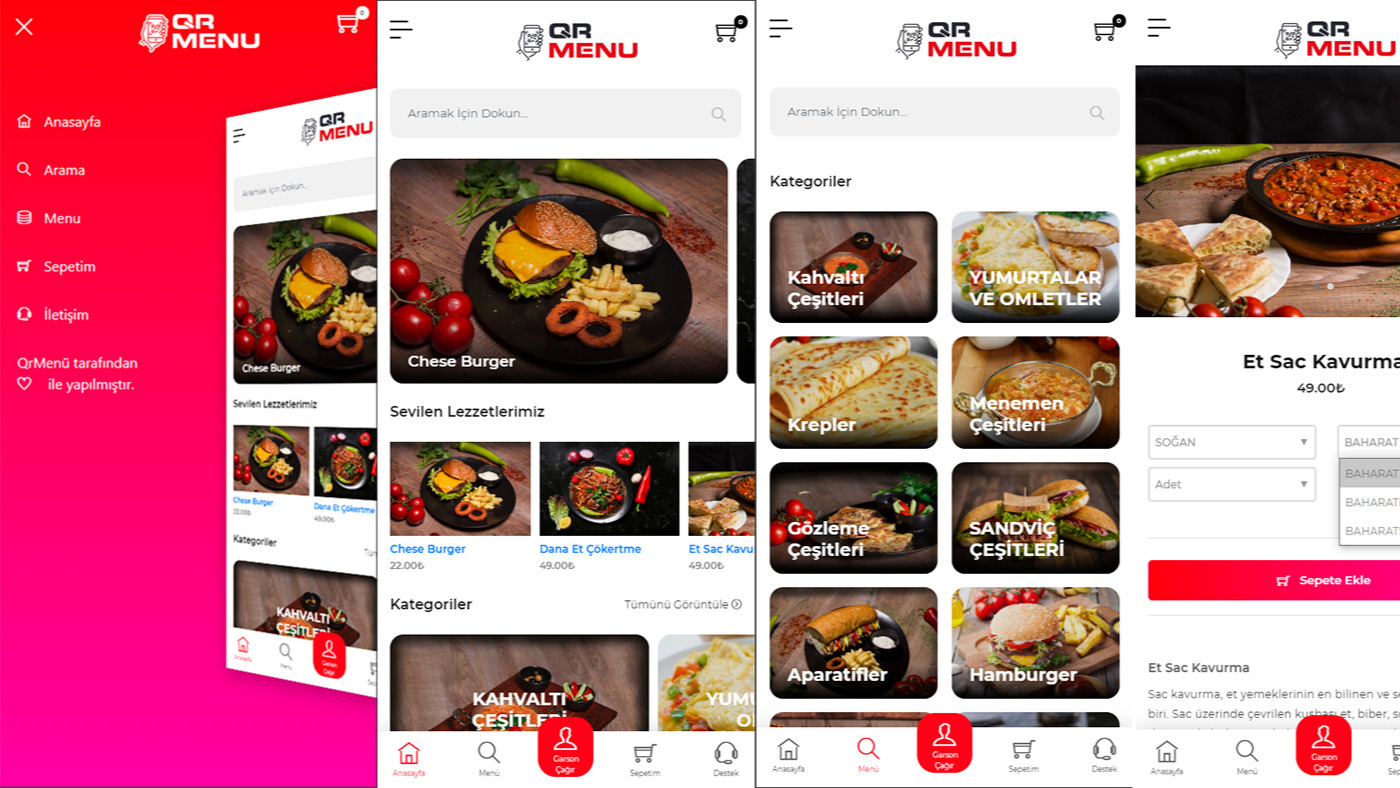 QR
MENU
0
Anasayfa
Arama
Menu
Sepetim
İletişim
QrMenü tarafından
ile yapılmıştır.
QR
MENU
Aramak İçin Dokun...
Chese Burger
Sevilen Lezzetlerimiz
Chese Burger
22.00₺
Dana Et Çökertme
49.00₺
Kategoriler
KAHVALTI
ÇEŞİTLERİ
Anasayfa
Menü
Garson
Çağır
QR
MENU
0
Aramak İçin Dokun...
Chese Burger
Sevilen Lezzetlerimiz
Chese Burger
22.00₺
Dana Et Çökertme
49.00₺
Et Sac Kavu
49.00₺
Kategoriler
Tümünü Görüntüle
KAHVALTI
ÇEŞİTLERİ
YUMU
Anasayfa
Menü
Garson
Çağır
Sepetim
Destek
QR
MENU
0
Aramak İçin Dokun...
Kategoriler
Kahvaltı
Çeşitleri
YUMURTALAR
VE OMLETLER
Krepler
Menemen
Çeşitleri
Gözleme
Çeşitleri
SANDVİÇ
ÇEŞİTLERİ
Aparatifler
Hamburger
Anasayfa
Menü
Garson
Çağır
Sepetim
Destek
QR
MENU
Et Sac Kavurma
49.00₺
SOĞAN
BAHARAT
Adet
BAHARAT
BAHARAT
BAHARAT
Sepete Ekle
Et Sac Kavurma
Sac kavurma, et yemeklerinin en bilinen ve s
biri. Sac üzerinde çevrilen kuşbaşı et, biber, s
Anasayfa
Menü
Garson
Çağır
Sep